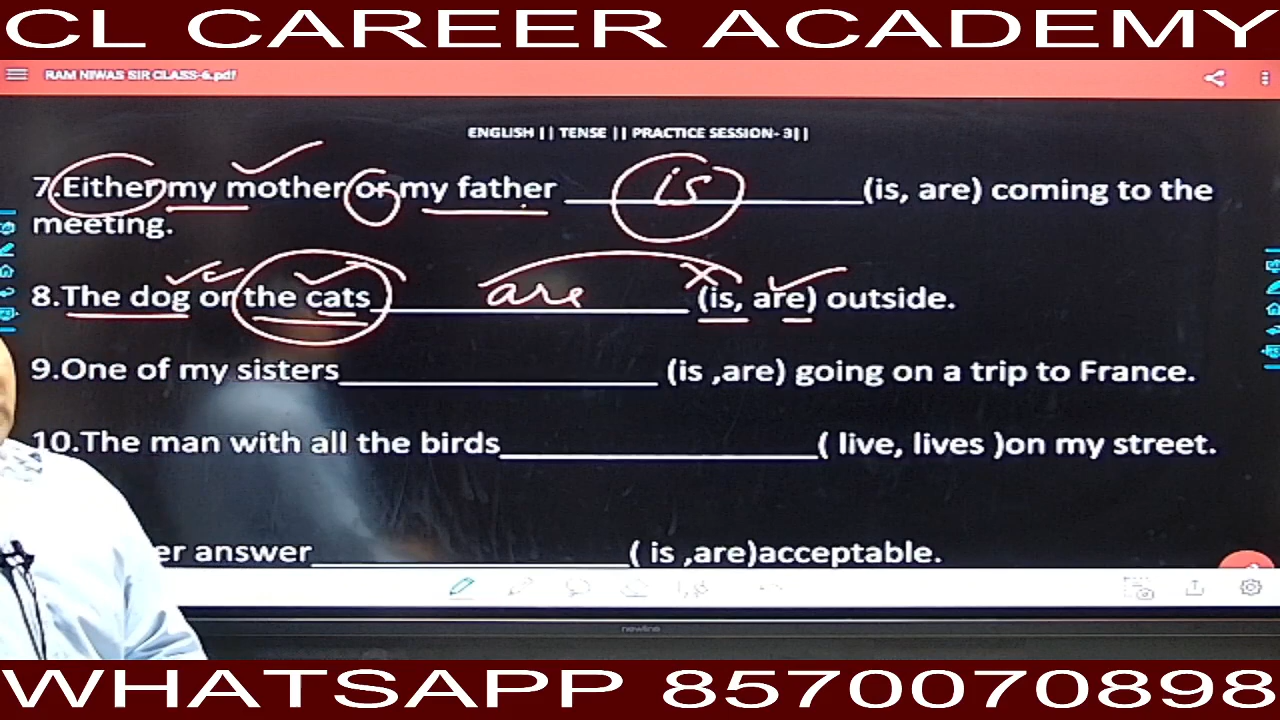 CL CAREER ACADEMY
RAM NIWAS SIR CLASS-6.pdf
ENGLISH || TENSE || PRACTICE SESSION- 3||
7.Either my mother or my father is (is, are) coming to the
meeting.
8.The dog or the cats are (is, are) outside.
9.One of my sisters (is ,are) going on a trip to France.
10.The man with all the birds ( live, lives )on my street.
er answer ( is ,are)acceptable.
newline
WHATSAPP 8570070898